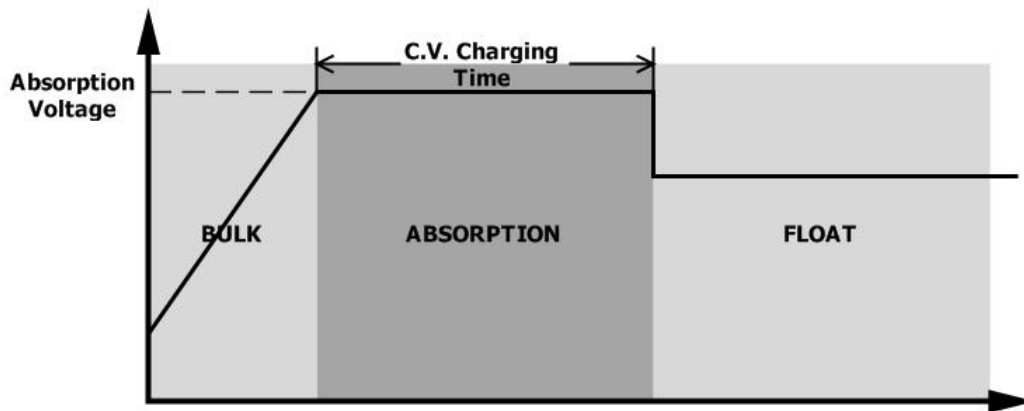 C.V. Charging
Time
Absorption
Voltage
BULK
ABSORPTION
FLOAT